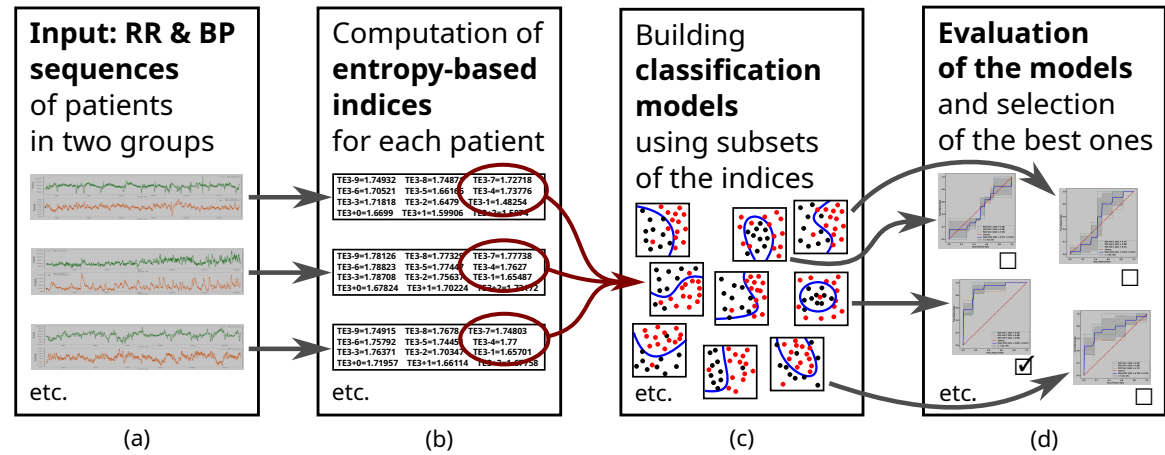 Input: RR & BP
sequences
of patients
in two groups
etc.
(a)
Computation of
entropy-based
indices
for each patient
TE3-9=1.74932 TE3-8=1.7487 TE3-7=1.72718
TE3-6=1.70521 TE3-5=1.66166 TE3-4=1.73776
TE3-3=1.71818 TE3-2=1.6479 TE3-1=1.48254
TE3+0=1.6699 TE3+1=1.59906
TE3-9=1.78126 TE3-8=1.77329 TE3-7=1.77738
TE3-6=1.78823 TE3-5=1.7744 TE3-4=1.7627
TE3-3=1.78708 TE3-2=1.75637 TE3-1=1.65487
TE3+0=1.67824 TE3+1=1.70224
TE3-9=1.74915 TE3-8=1.7678 TE3-7=1.74803
TE3-6=1.75792 TE3-5=1.7445 TE3-4=1.77
TE3-3=1.76371 TE3-2=1.70347 TE3-1=1.65701
TE3+0=1.71957 TE3+1=1.66114
etc.
(b)
Building
classification
models
using subsets
of the indices
etc.
(c)
Evaluation
of the models
and selection
of the best ones
etc.
(d)